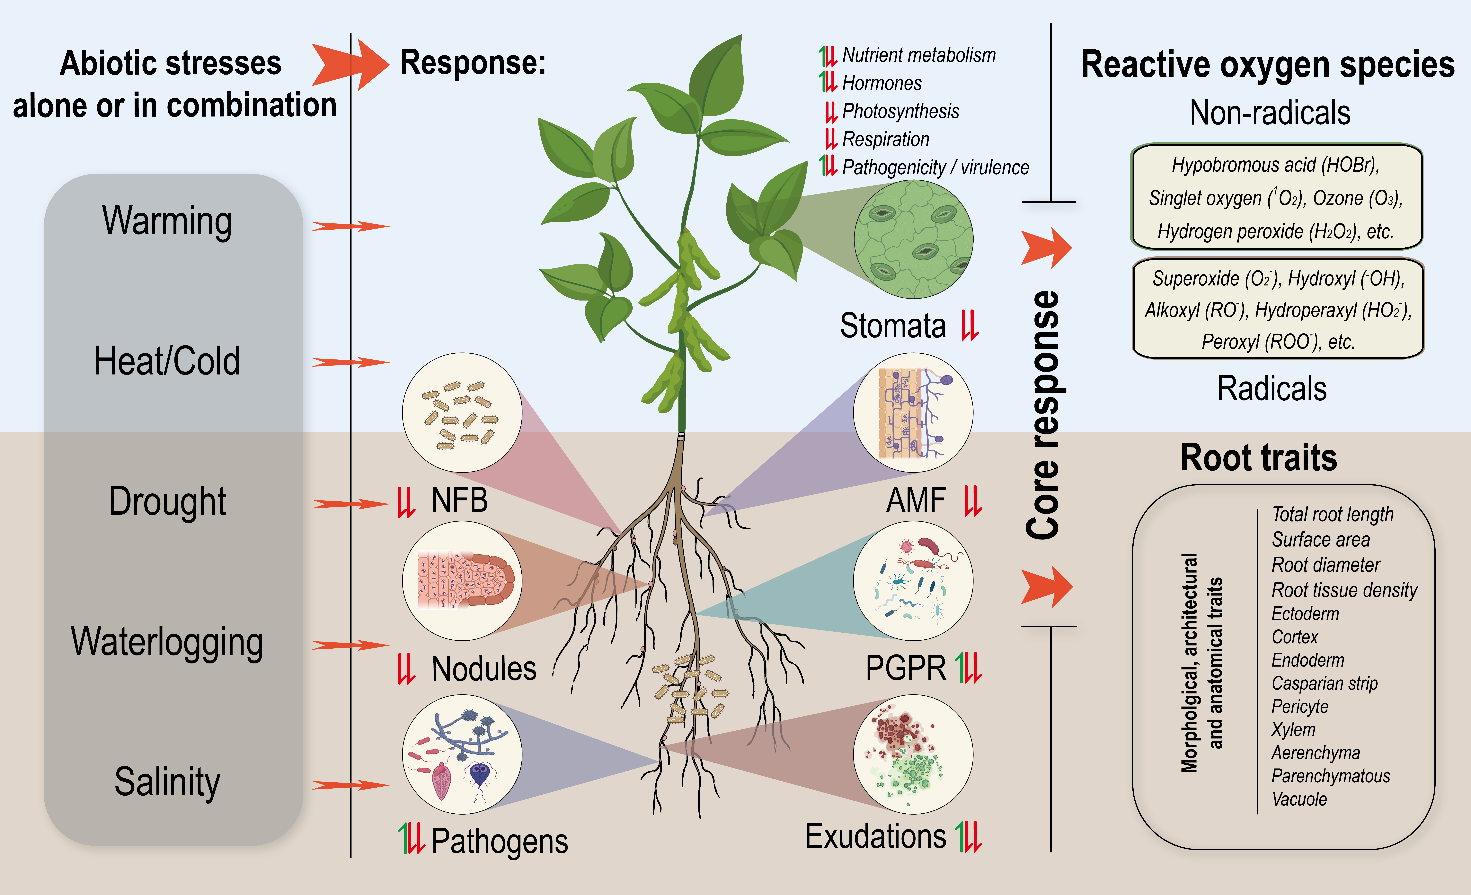 Abiotic stresses
alone or in combination
Warming
Heat/Cold
Drought
Waterlogging
Salinity
Response:
Nutrient metabolism
Hormones
Photosynthesis
Respiration
Pathogenicity / virulence
Stomata
NFB
AMF
Nodules
PGPR
Pathogens
Exudations
Core response
Reactive oxygen species
Non-radicals
Hypobromous acid (HOBr),
Singlet oxygen (¹O₂), Ozone (O₃),
Hydrogen peroxide (H₂O₂), etc.
Superoxide (O₂⁻), Hydroxyl (⁻OH),
Alkoxyl (RO⁻), Hydroperaxyl (HO₂⁻),
Peroxyl (ROO⁻), etc.
Radicals
Root traits
Morpholgical, architectural
and anatomical traits
Total root length
Surface area
Root diameter
Root tissue density
Ectoderm
Cortex
Endoderm
Casparian strip
Pericyte
Xylem
Aerenchyma
Parenchymatous
Vacuole